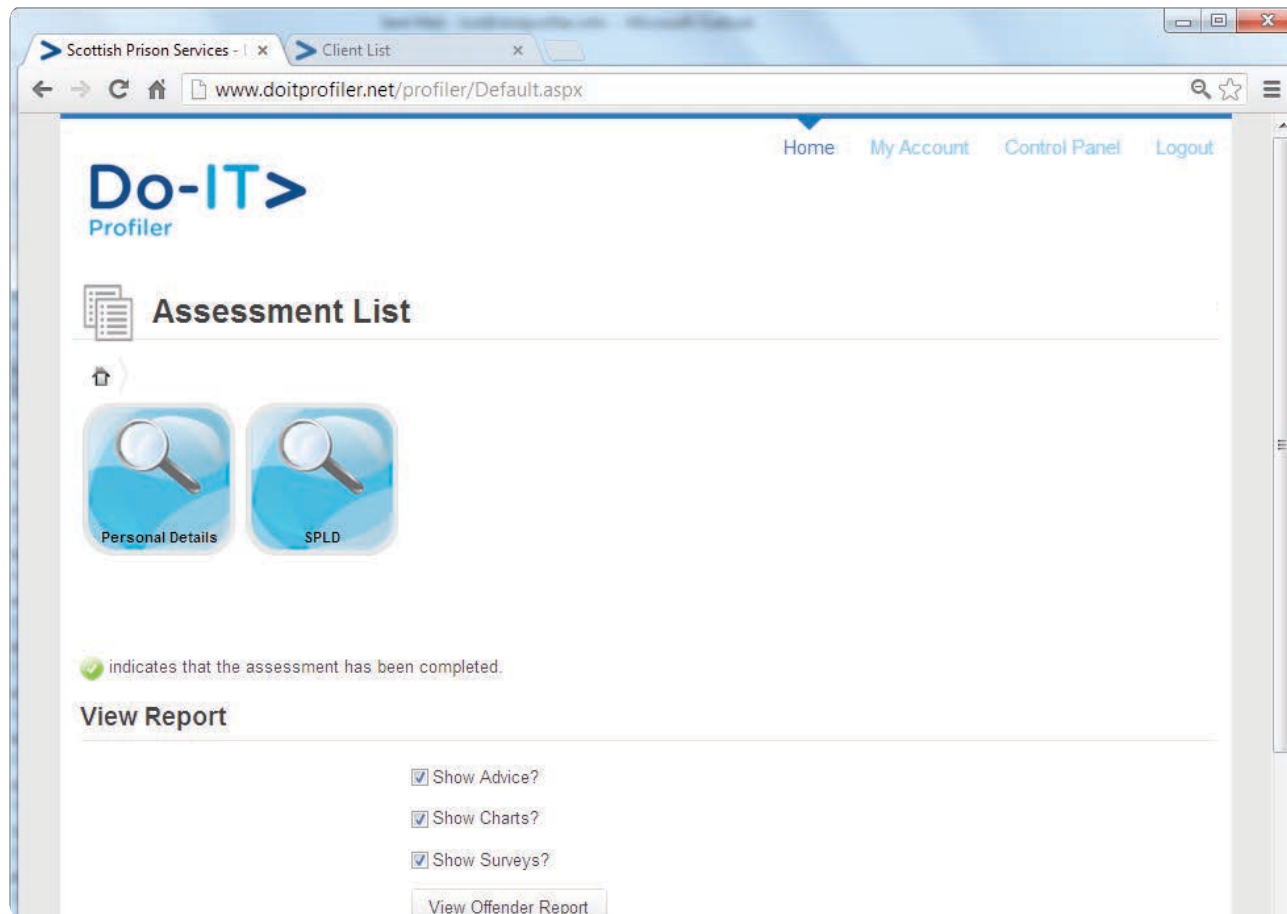 Scottish Prison Services -
Client List
www.doitprofiler.net/profiler/Default.aspx
Home My Account Control Panel Logout
Do-IT>
Profiler
Assessment List
Personal Details SPLD
indicates that the assessment has been completed.
View Report
Show Advice?
Show Charts?
Show Surveys?
View Offender Report